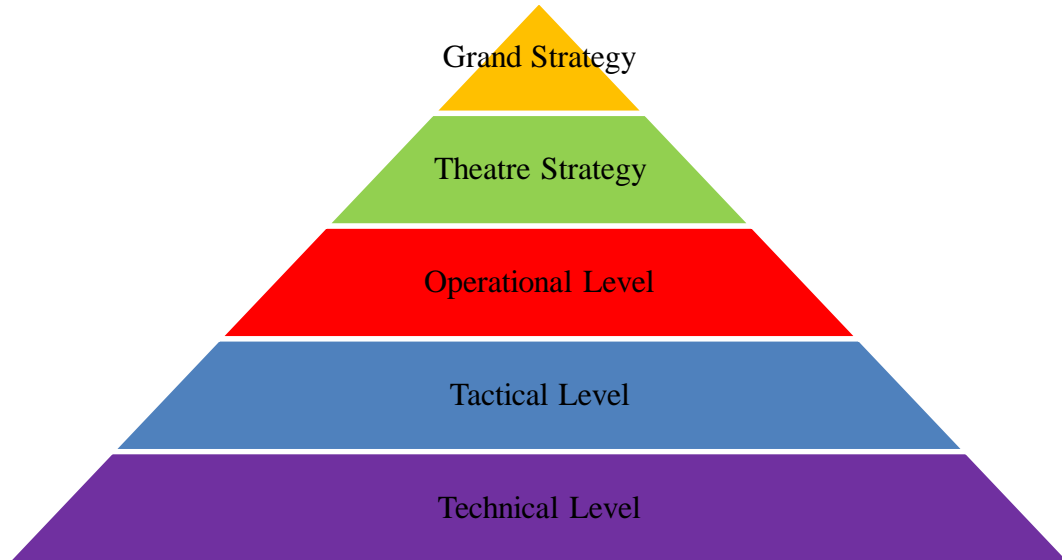 Grand Strategy
Theatre Strategy
Operational Level
Tactical Level
Technical Level